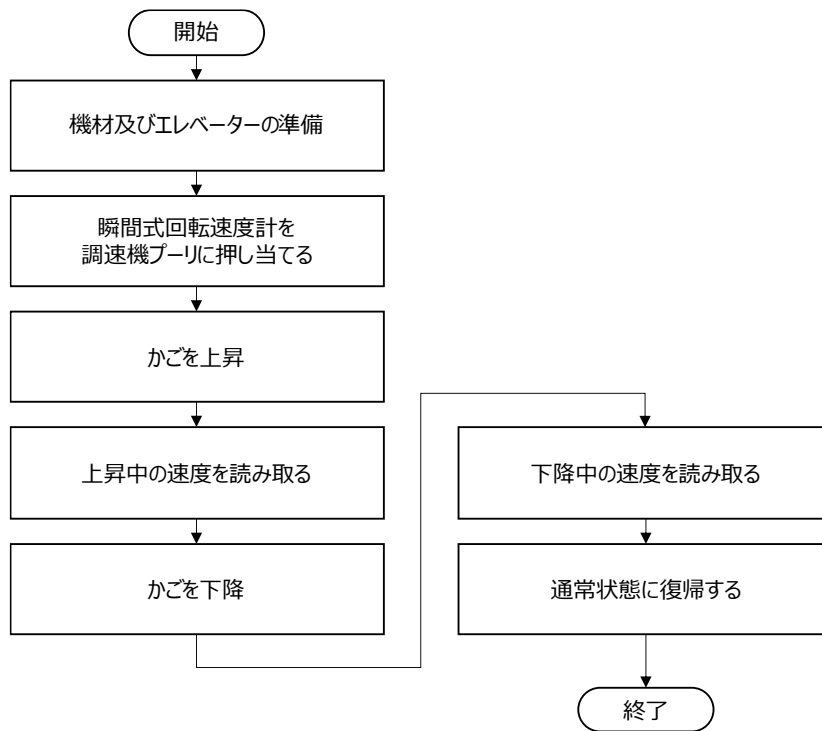 開始
機材及びエレベーターの準備
瞬間式回転速度計を
調速機プーリに押し当てる
かごを上昇
上昇中の速度を読み取る
かごを下降
下降中の速度を読み取る
通常状態に復帰する
終了